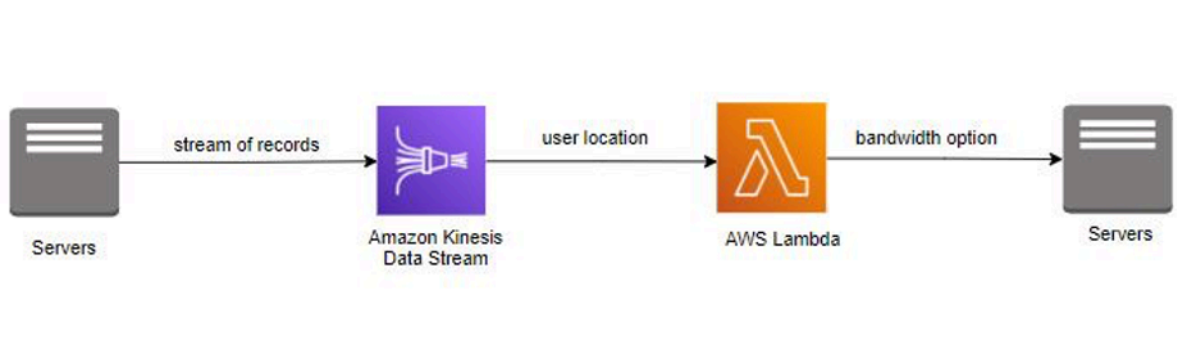 stream of records
user location
bandwidth option
Servers
Amazon Kinesis
Data Stream
AWS Lambda
Servers